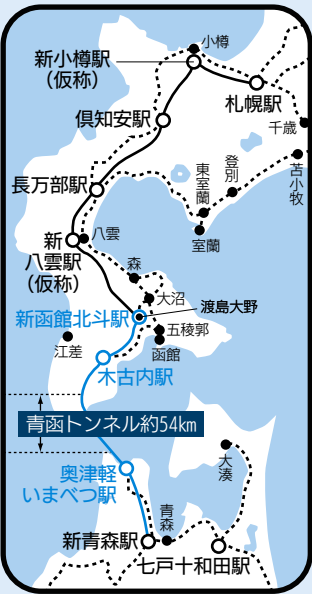 小樽
新小樽駅
（仮称）
札幌駅
倶知安駅
千歳
苫小牧
登別
東室蘭
長万部駅
室蘭
新
八雲駅
（仮称）
八雲
森
大沼
渡島大野
新函館北斗駅
五稜郭
函館
江差
木古内駅
青函トンネル約54km
奥津軽
いまべつ駅
大湊
青森
新青森駅
七戸十和田駅